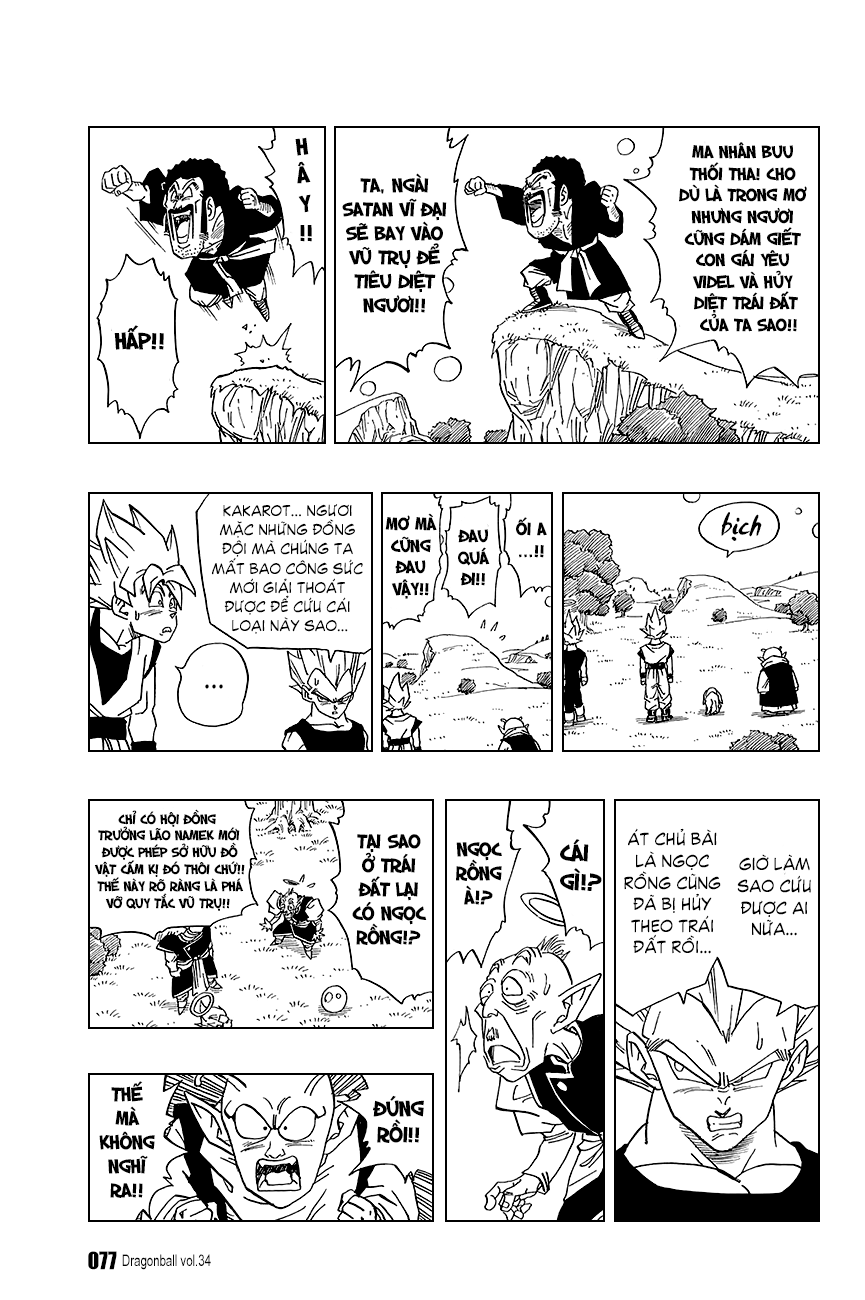 MA NHÂN BUU
THỐI THA! CHO
DÙ LÀ TRONG MƠ
NHƯNG NGƯƠI
CŨNG DÁM GIẾT
CON GÁI YÊU
VIDEL VÀ HỦY
DIỆT TRÁI ĐẤT
CỦA TA SAO!!
TA, NGÀI
SATAN VĨ ĐẠI
SẼ BAY VÀO
VŨ TRỤ ĐỂ
TIÊU DIỆT
NGƯƠI!!
H
Â
Y
!!
HẤP!!
bịch
ỐI A
...!!
ĐAU
QUÁ
ĐI!!
MƠ MÀ
CŨNG
ĐAU
VẬY!!
KAKAROT... NGƯƠI
MẶC NHỮNG ĐỒNG
ĐỘI MÀ CHÚNG TA
MẤT BAO CÔNG SỨC
MỚI GIẢI THOÁT
ĐƯỢC ĐỂ CỨU CÁI
LOẠI NÀY SAO...
...
GIỜ LÀM
SAO CỨU
ĐƯỢC AI
NỮA...
ÁT CHỦ BÀI
LÀ NGỌC
RỒNG CŨNG
ĐÃ BỊ HỦY
THEO TRÁI
ĐẤT RỒI...
CÁI
GÌ!?
NGỌC
RỒNG
À!?
TẠI SAO
Ở TRÁI
ĐẤT LẠI
CÓ NGỌC
RỒNG!?
CHỈ CÓ HỘI ĐỒNG
TRƯỞNG LÃO NAMEK MỚI
ĐƯỢC PHÉP SỞ HỮU ĐỒ
VẬT CẤM KỊ ĐÓ THÔI CHỨ!!
THẾ NÀY RÕ RÀNG LÀ PHÁ
VỠ QUY TẮC VŨ TRỤ!!
ĐÚNG
RỒI!!
THẾ
MÀ
KHÔNG
NGHĨ
RA!!
077 Dragonball vol.34